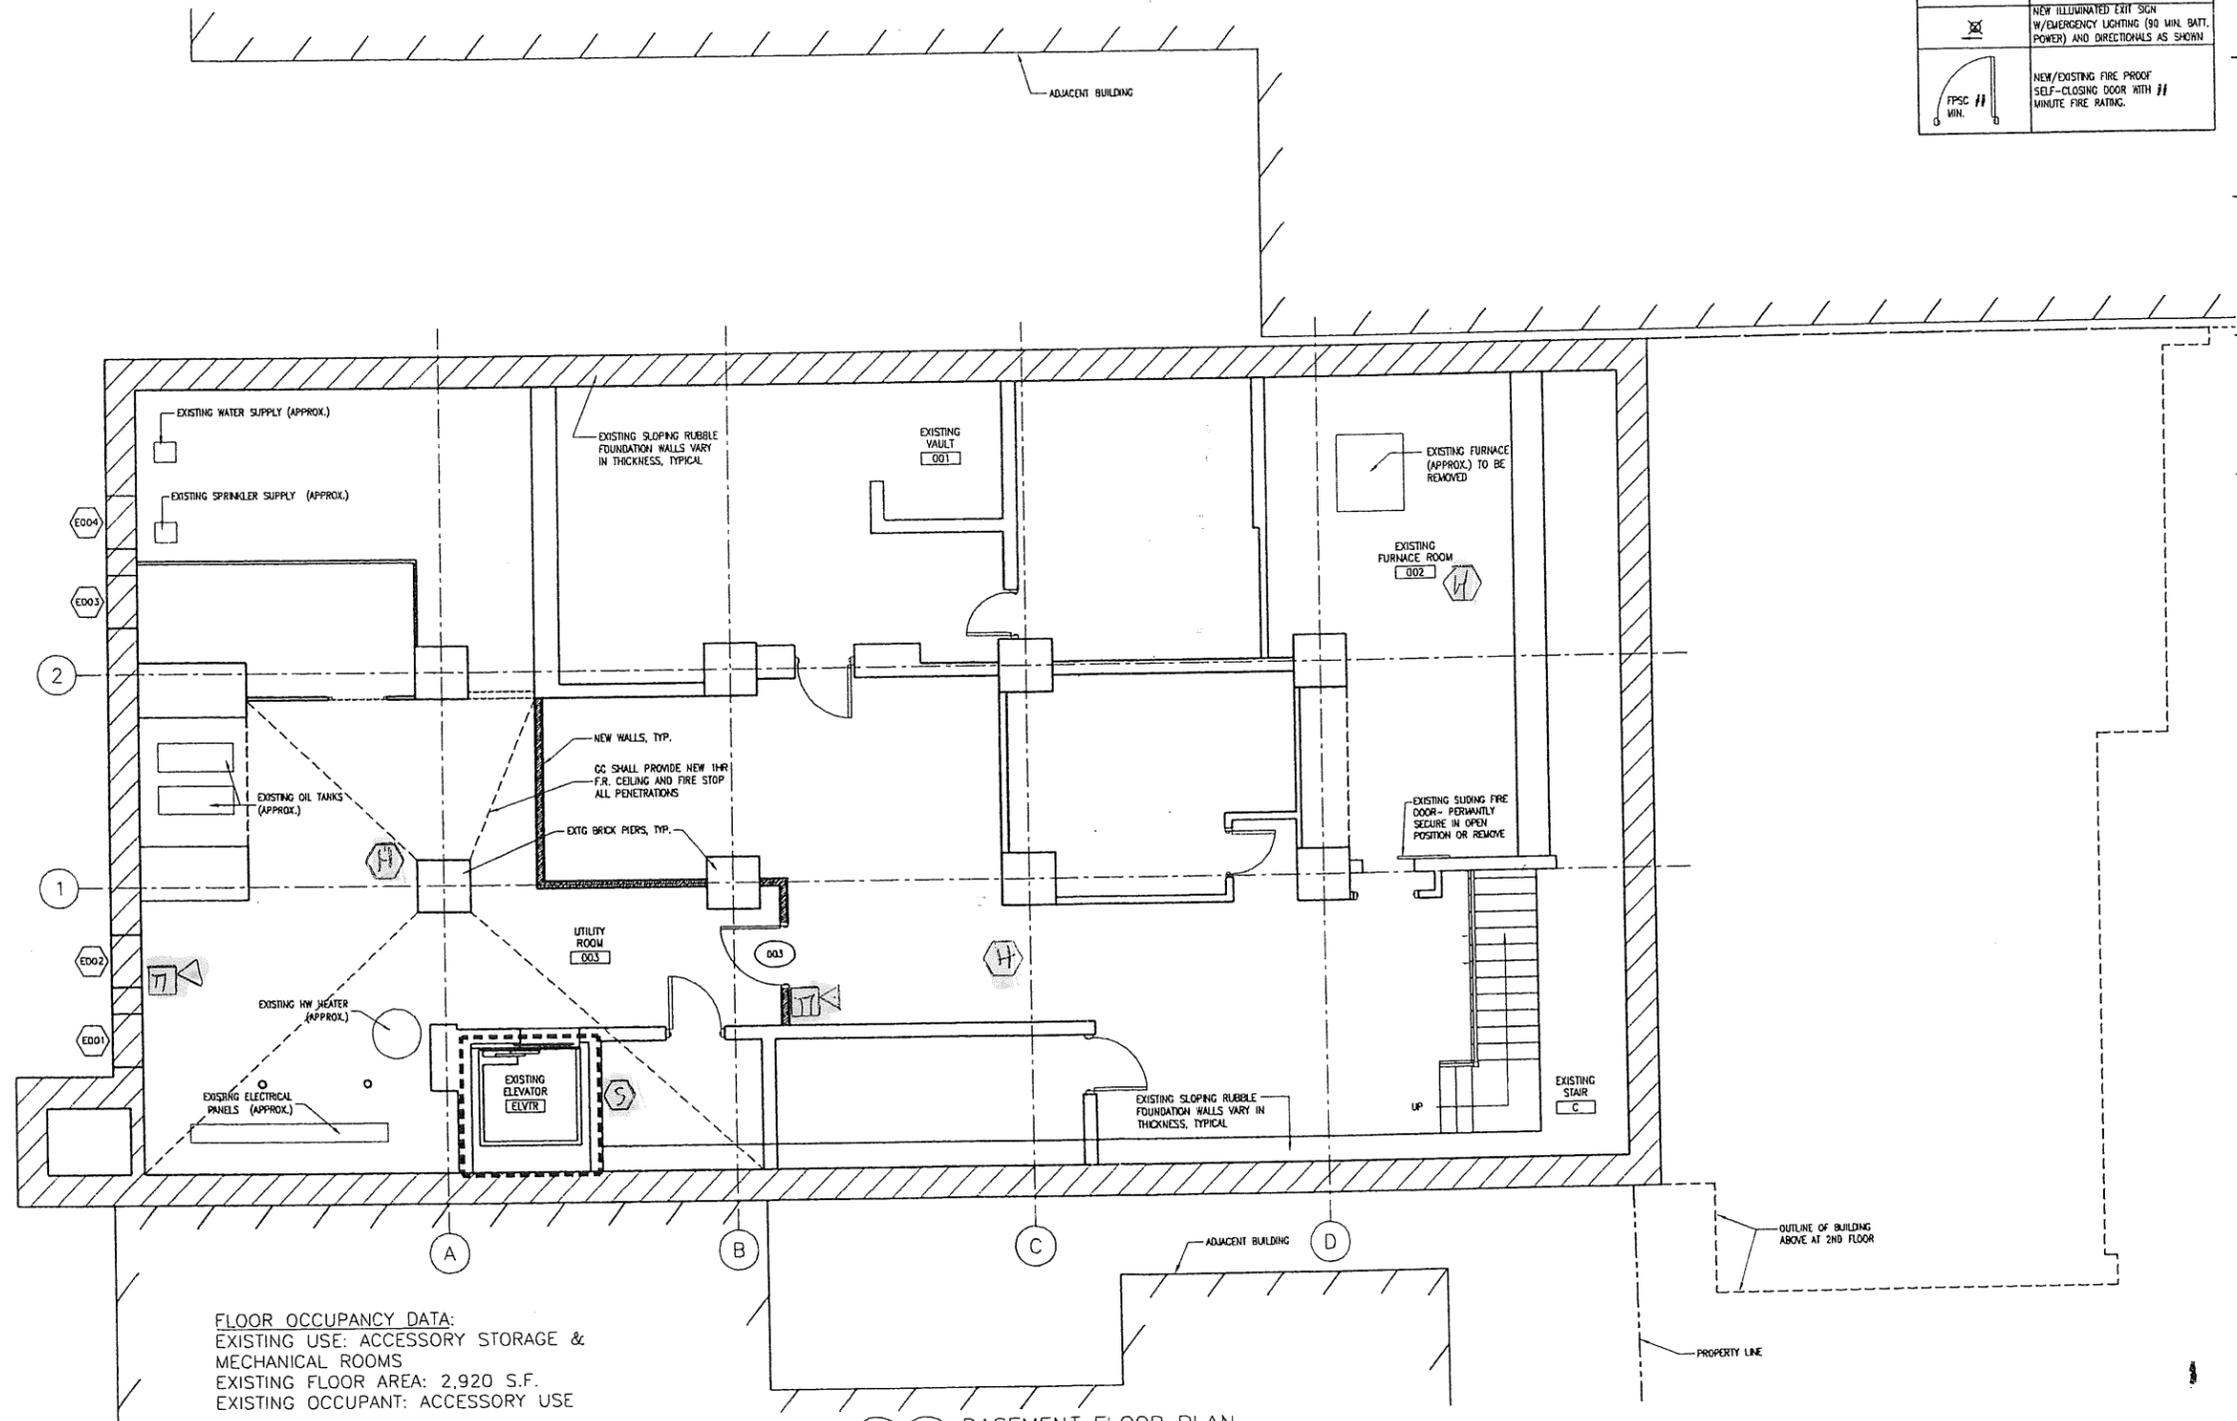 NEW ILLUMINATED EXIT SIGN
W/EMERGENCY LIGHTING (90 MIN. BATT.
POWER) AND DIRECTIONALS AS SHOWN
FPSC
MIN.
NEW/EXISTING FIRE PROOF
SELF-CLOSING DOOR WITH
MINUTE FIRE RATING.
ADJACENT BUILDING
EXISTING WATER SUPPLY (APPROX.)
EXISTING SPRINKLER SUPPLY (APPROX.)
EXISTING SLOPING RUBBLE
FOUNDATION WALLS VARY
IN THICKNESS, TYPICAL
EXISTING
VAULT
001
EXISTING FURNACE
(APPROX.) TO BE
REMOVED
EXISTING
FURNACE ROOM
002
H
E004
E003
2
NEW WALLS, TYP.
GC SHALL PROVIDE NEW 1HR
F.R. CEILING AND FIRE STOP
ALL PENETRATIONS
EXISTING OIL TANKS
(APPROX.)
EXTG BRICK PIERS, TYP.
EXISTING SLIDING FIRE
DOOR- PERMANTLY
SECURE IN OPEN
POSITION OR REMOVE
H
1
UTILITY
ROOM
003
003
H
E002
E001
EXISTING HW HEATER
(APPROX.)
EXISTING
ELEVATOR
ELVTR
S
EXISTING ELECTRICAL
PANELS (APPROX.)
EXISTING SLOPING RUBBLE
FOUNDATION WALLS VARY IN
THICKNESS, TYPICAL
UP
EXISTING
STAIR
C
A
B
C
D
ADJACENT BUILDING
OUTLINE OF BUILDING
ABOVE AT 2ND FLOOR
PROPERTY LINE
FLOOR OCCUPANCY DATA:
EXISTING USE: ACCESSORY STORAGE &
MECHANICAL ROOMS
EXISTING FLOOR AREA: 2,920 S.F.
EXISTING OCCUPANT: ACCESSORY USE
BASEMENT FLOOR PLAN